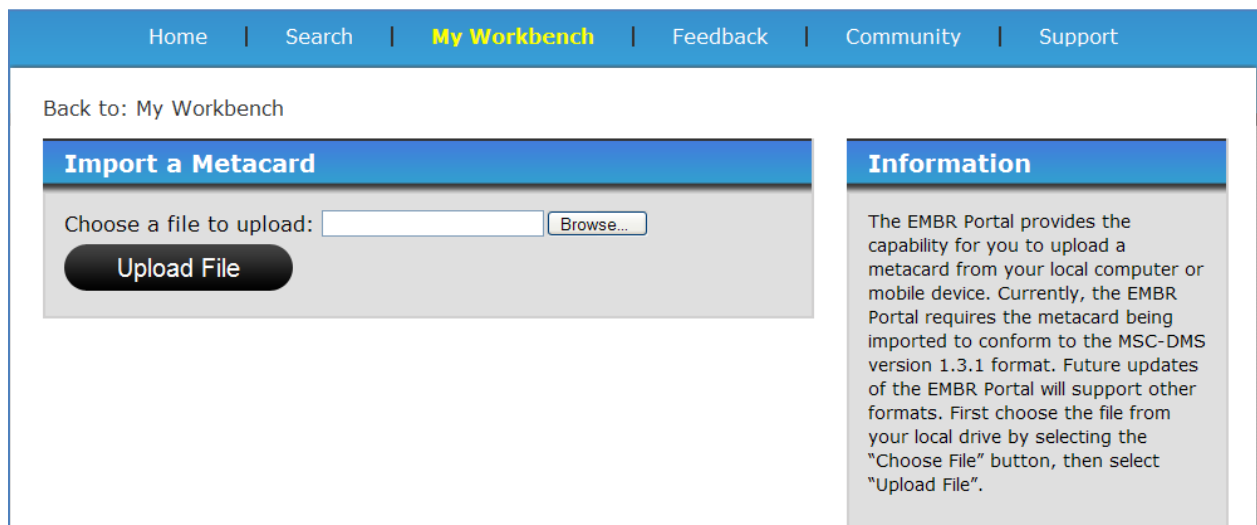 Home | Search | My Workbench | Feedback | Community | Support
Back to: My Workbench
Import a Metacard
Choose a file to upload: Browse...
Upload File
Information
The EMBR Portal provides the
capability for you to upload a
metacard from your local computer or
mobile device. Currently, the EMBR
Portal requires the metacard being
imported to conform to the MSC-DMS
version 1.3.1 format. Future updates
of the EMBR Portal will support other
formats. First choose the file from
your local drive by selecting the
“Choose File” button, then select
“Upload File”.